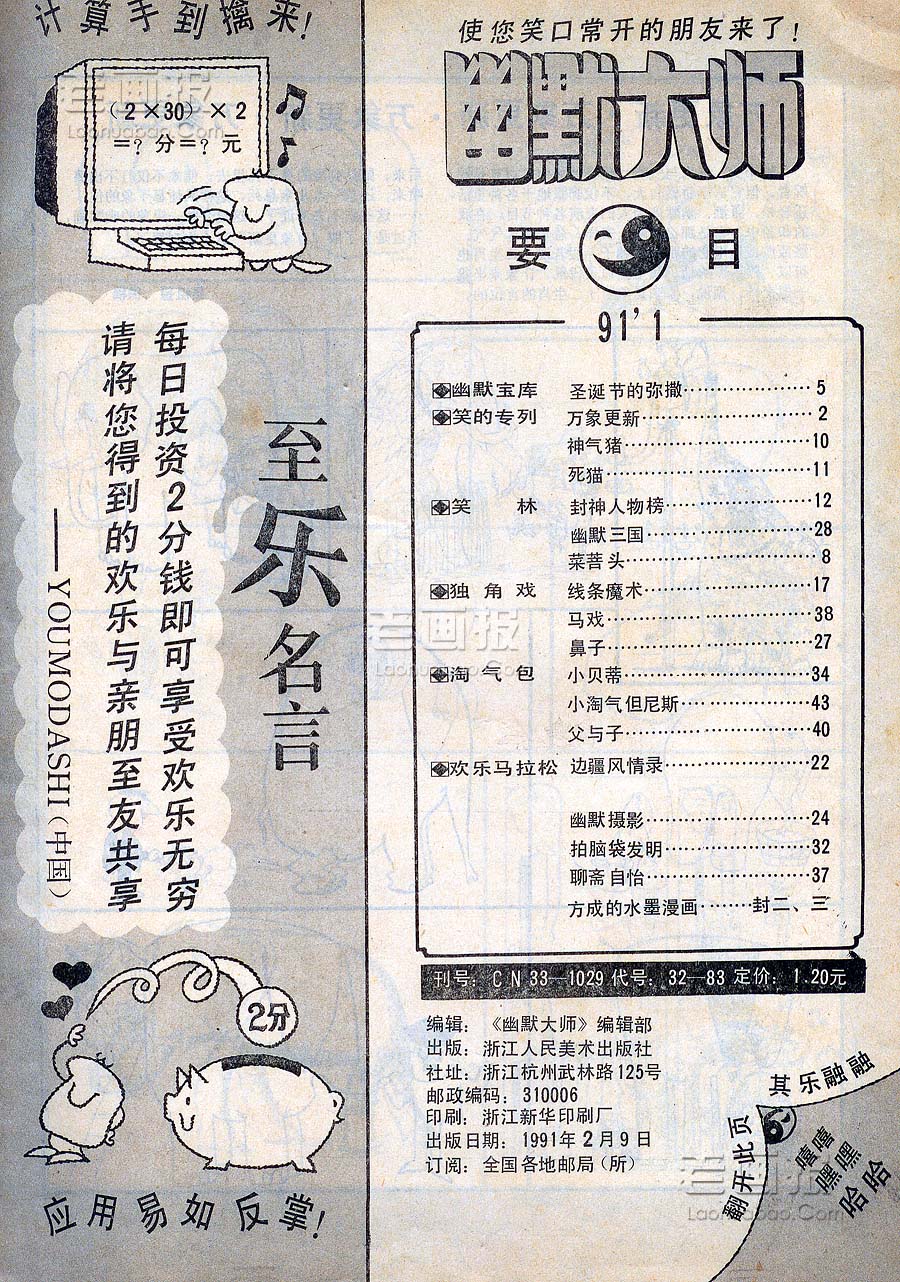 计算手到擒来！
(2×30)×2
=？分=？元
每日投资2分钱即可享受欢乐无穷
请将您得到的欢乐与亲朋至友共享
——YOUMODASHI（中国）
至乐名言
2分
应用易如反掌！
使您笑口常开的朋友来了！
幽默大师
要目
91'1
幽默宝库 圣诞节的弥撒……………5
笑的专列 万象更新……………2
神气猪……………10
死猫……………11
笑林 封神人物榜……………12
幽默三国……………28
菜菩头……………8
独角戏 线条魔术……………17
马戏……………38
鼻子……………27
淘气包 小贝蒂……………34
小淘气但尼斯……………43
父与子……………40
欢乐马拉松 边疆风情录……………22
幽默摄影……………24
拍脑袋发明……………32
聊斋自怡……………37
方成的水墨漫画………封二、三
刊号：CN 33—1029 代号：32—83 定价：1.20元
编辑：《幽默大师》编辑部
出版：浙江人民美术出版社
社址：浙江杭州武林路125号
邮政编码：310006
印刷：浙江新华印刷厂
出版日期：1991年2月9日
订阅：全国各地邮局（所）
其乐融融
翻开此页
嘻嘻
嘿嘿
哈哈
老画报
Laohuabao.Com
老画报
Laohuabao.Com
老画报
Laohuabao.Com